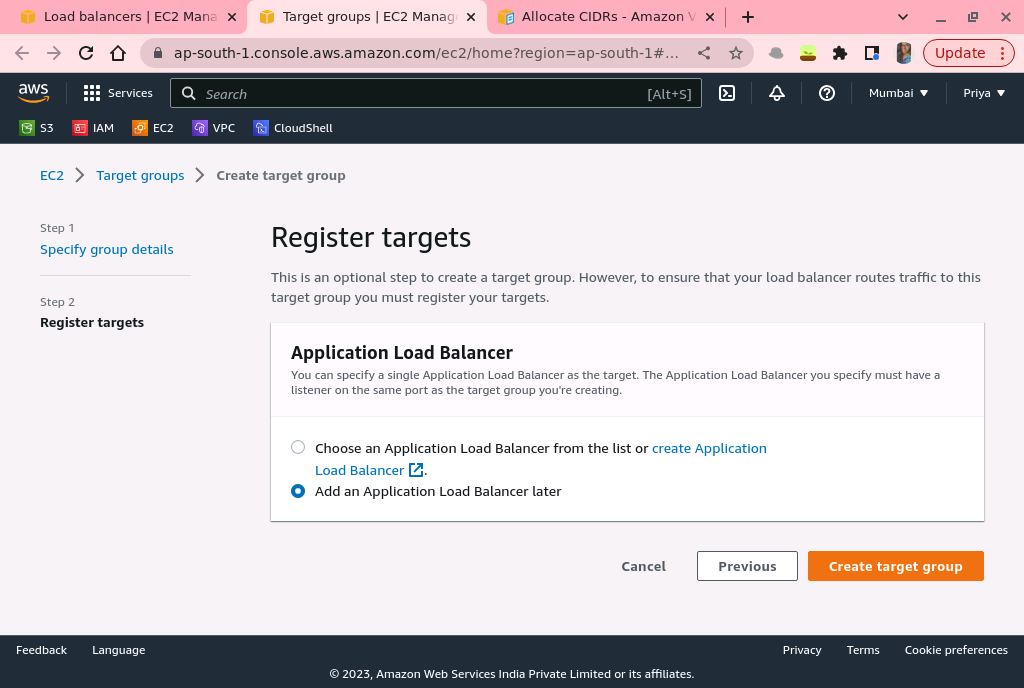 Load balancers | EC2 Mana
Target groups | EC2 Manag
Allocate CIDRs - Amazon V
ap-south-1.console.aws.amazon.com/ec2/home?region=ap-south-1#...
Update
aws
Services
Search
[Alt+S]
Mumbai
Priya
S3
IAM
EC2
VPC
CloudShell
EC2
Target groups
Create target group
Step 1
Specify group details
Step 2
Register targets
Register targets
This is an optional step to create a target group. However, to ensure that your load balancer routes traffic to this
target group you must register your targets.
Application Load Balancer
You can specify a single Application Load Balancer as the target. The Application Load Balancer you specify must have a
listener on the same port as the target group you're creating.
Choose an Application Load Balancer from the list or create Application
Load Balancer .
Add an Application Load Balancer later
Cancel
Previous
Create target group
Feedback
Language
Privacy
Terms
Cookie preferences
© 2023, Amazon Web Services India Private Limited or its affiliates.